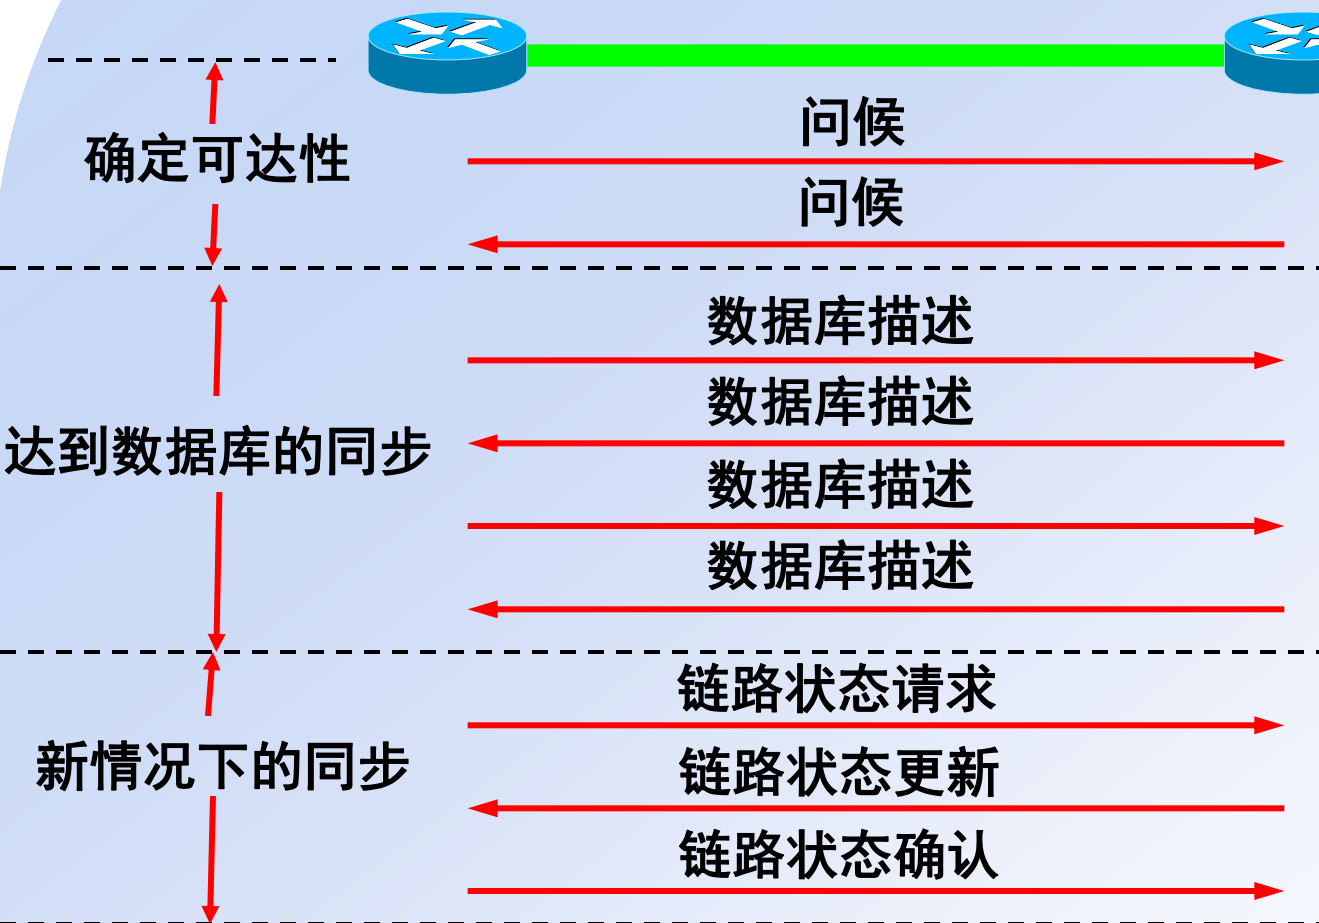 问候
确定可达性
问候
数据库描述
数据库描述
达到数据库的同步
数据库描述
数据库描述
链路状态请求
新情况下的同步
链路状态更新
链路状态确认